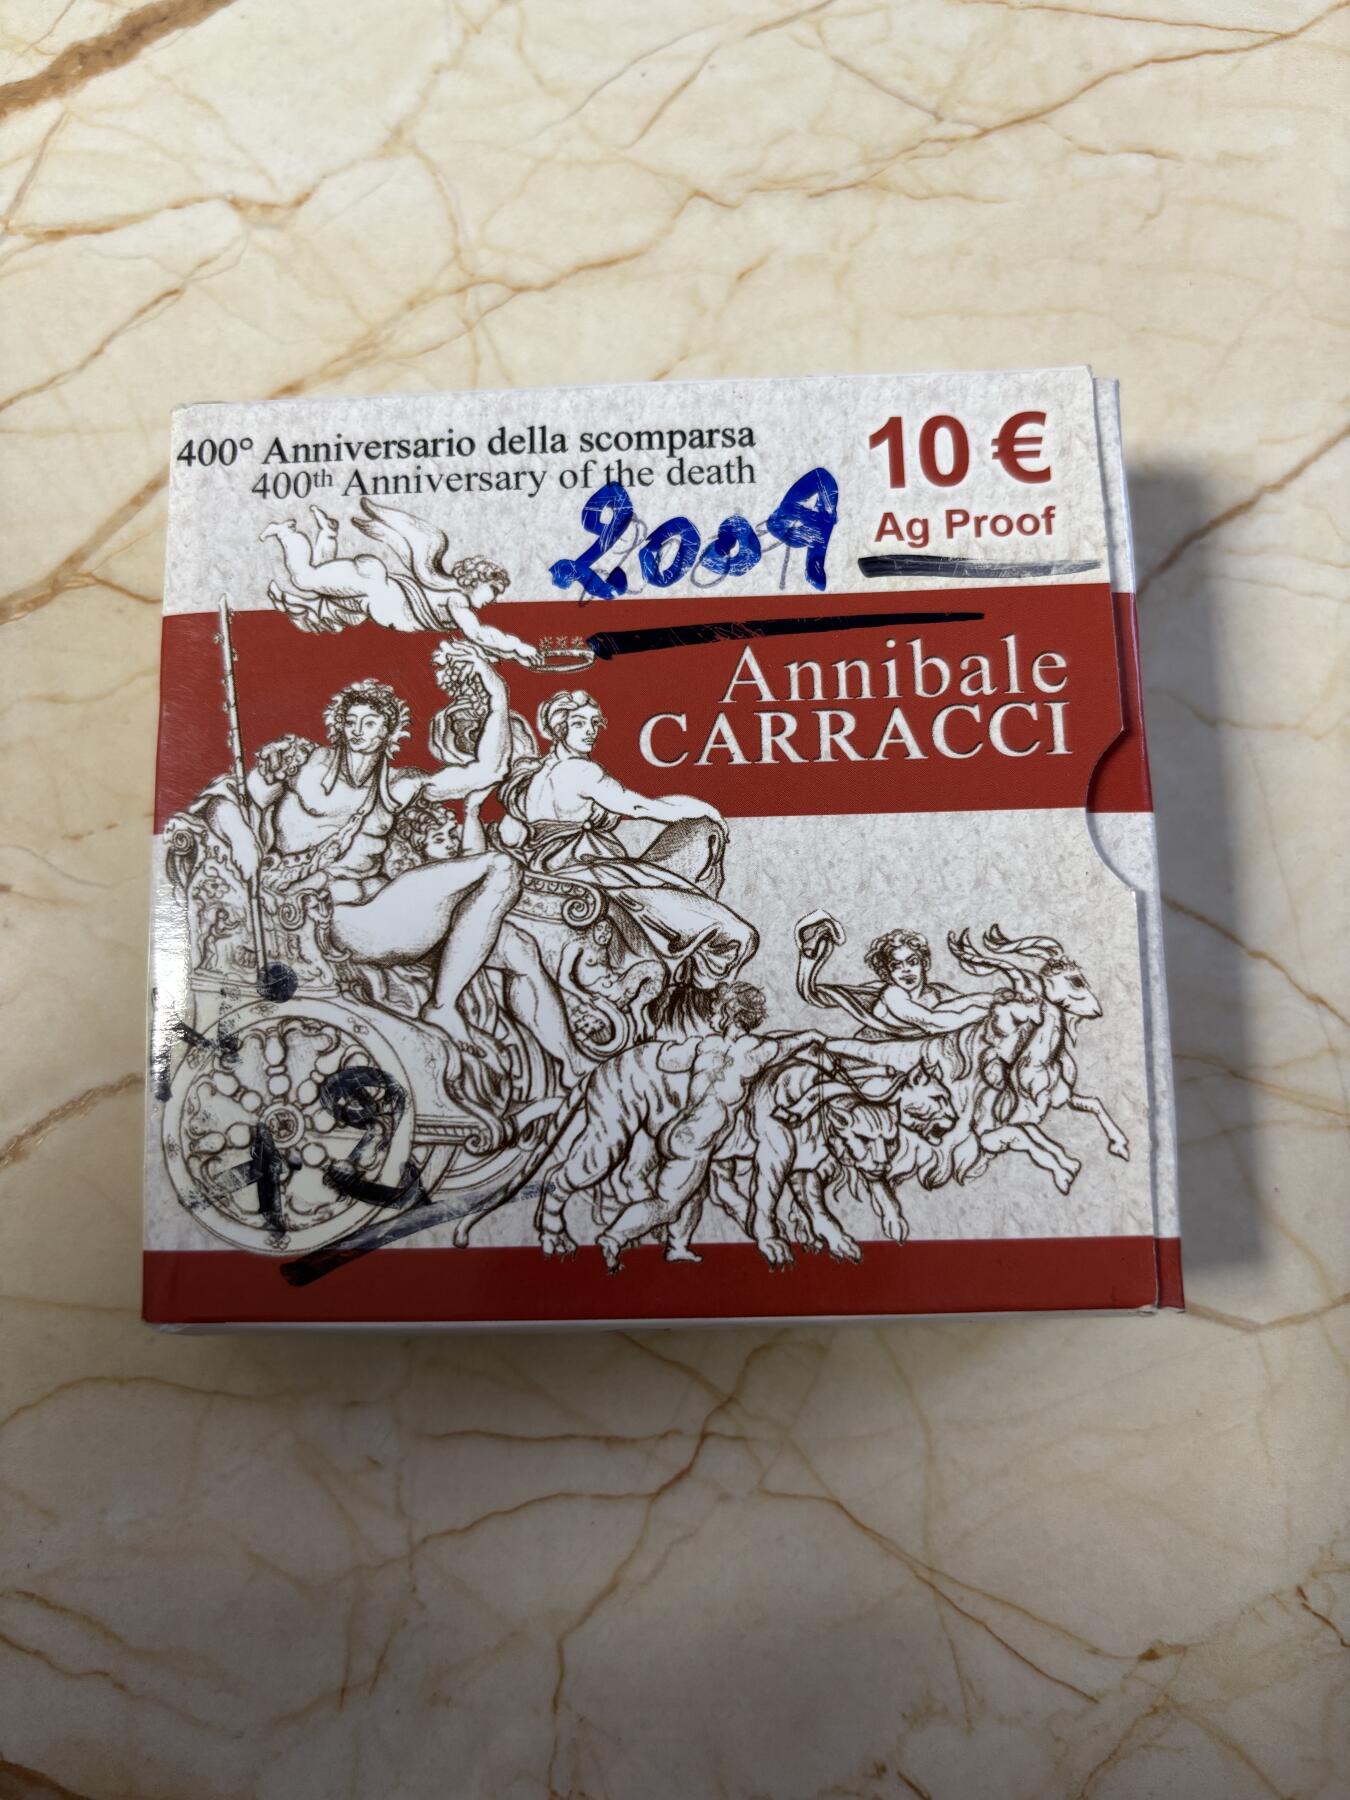 400° Anniversario della scomparsa
400th Anniversary of the death
10 €
Ag Proof
2009
Annibale
CARRACCI